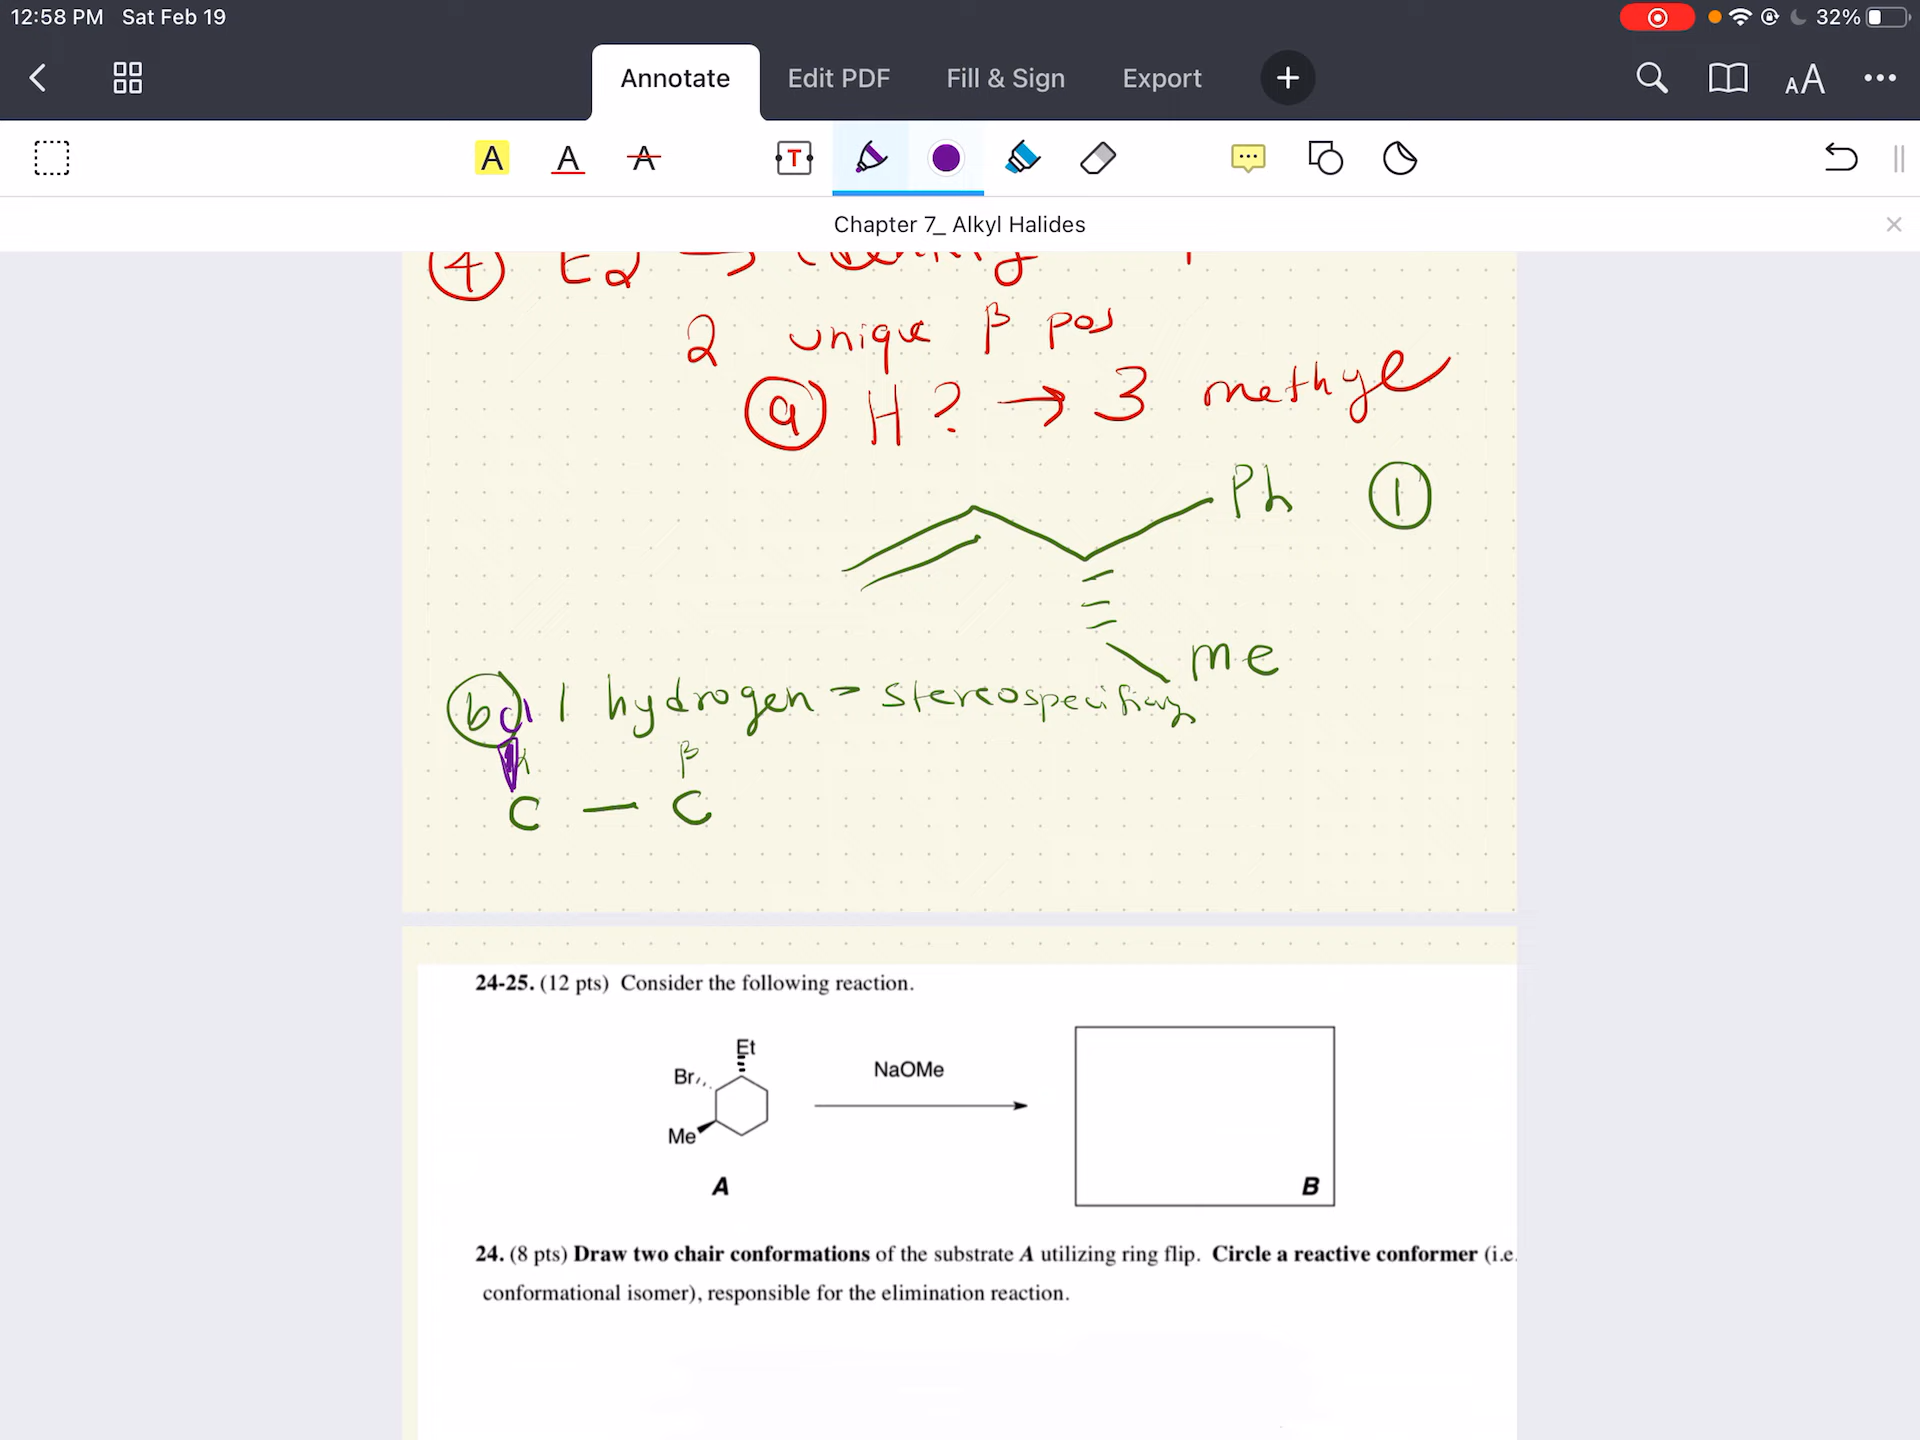 12:58 PM Sat Feb 19 32%
Annotate Edit PDF Fill & Sign Export
AA
A A A T
Chapter 7_ Alkyl Halides
4 E2 →
2 unique β pos
a H? → 3 methyl
Ph 1
Me
b 1 hydrogen = stereospecificity
Cl
α β
C — C
24-25. (12 pts) Consider the following reaction.
Et
Br
NaOMe
Me
A B
24. (8 pts) Draw two chair conformations of the substrate A utilizing ring flip. Circle a reactive conformer (i.e.
conformational isomer), responsible for the elimination reaction.